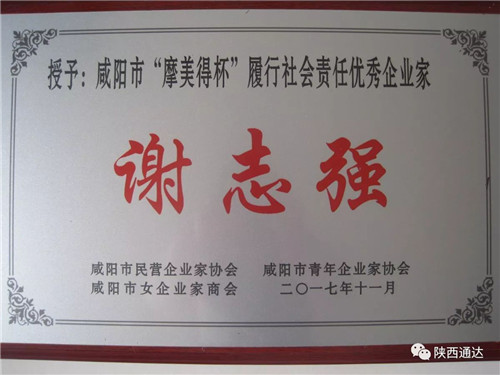 授予：咸阳市“摩美得杯”履行社会责任优秀企业家
谢志强
咸阳市民营企业家协会 咸阳市青年企业家协会
咸阳市女企业家商会 二〇一七年十一月
陕西通达